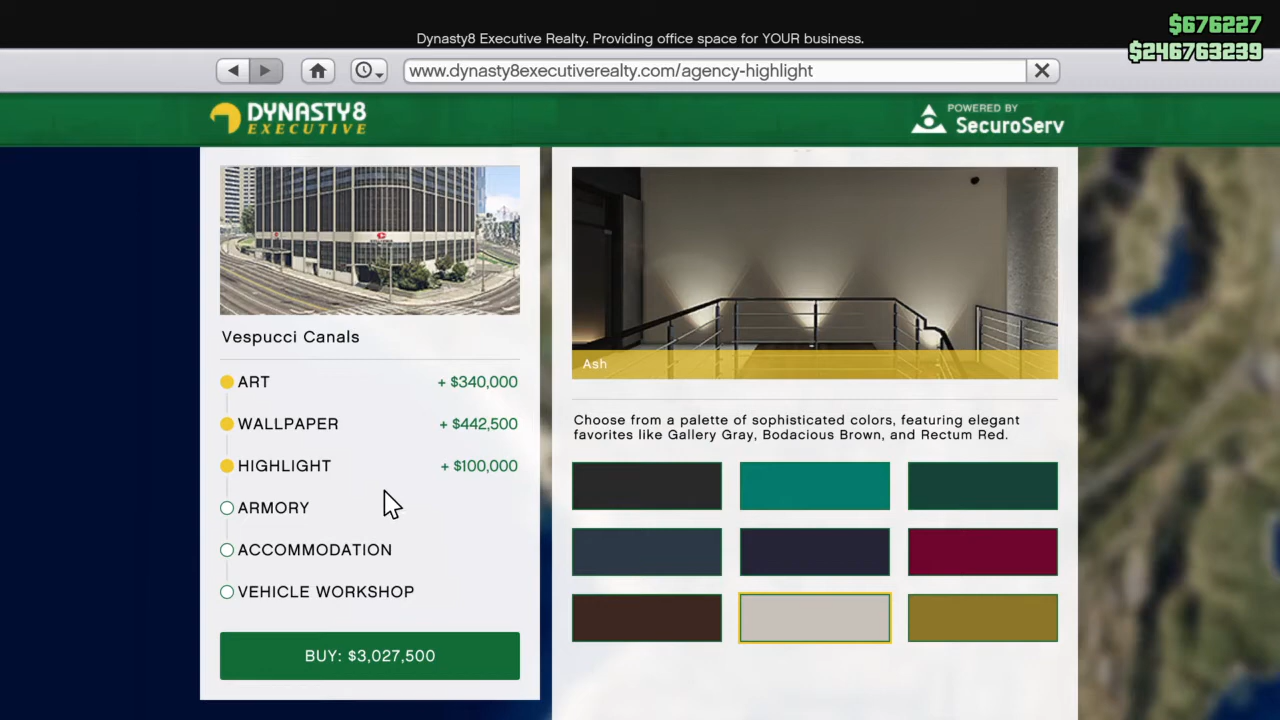 Dynasty8 Executive Realty. Providing office space for YOUR business.
$676227
$246763239
www.dynasty8executiverealty.com/agency-highlight
DYNASTY8
EXECUTIVE
POWERED BY
SecuroServ
Vespucci Canals
ART + $340,000
WALLPAPER + $442,500
HIGHLIGHT + $100,000
ARMORY
ACCOMMODATION
VEHICLE WORKSHOP
BUY: $3,027,500
Ash
Choose from a palette of sophisticated colors, featuring elegant
favorites like Gallery Gray, Bodacious Brown, and Rectum Red.